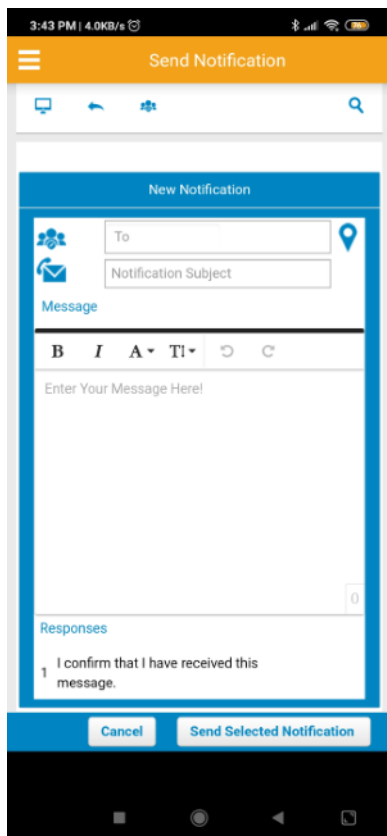 3:43 PM | 4.0KB/s
Send Notification
New Notification
To
Notification Subject
Message
B I A TI
Enter Your Message Here!
0
Responses
1 I confirm that I have received this
message.
Cancel Send Selected Notification